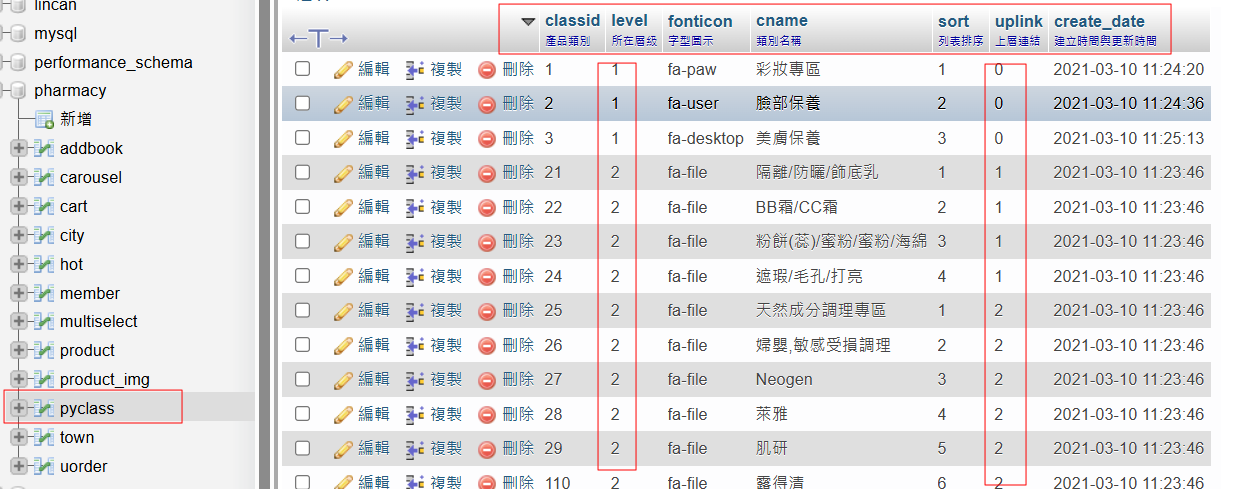 lincan
mysql
performance_schema
pharmacy
新增
addbook
carousel
cart
city
hot
member
multiselect
product
product_img
pyclass
town
uorder
classid level fonticon cname sort uplink create_date
產品類別 所在層級 字型圖示 類別名稱 列表排序 上層連結 建立時間與更新時間
編輯 複製 刪除 1 1 fa-paw 彩妝專區 1 0 2021-03-10 11:24:20
編輯 複製 刪除 2 1 fa-user 臉部保養 2 0 2021-03-10 11:24:36
編輯 複製 刪除 3 1 fa-desktop 美膚保養 3 0 2021-03-10 11:25:13
編輯 複製 刪除 21 2 fa-file 隔離/防曬/飾底乳 1 1 2021-03-10 11:23:46
編輯 複製 刪除 22 2 fa-file BB霜/CC霜 2 1 2021-03-10 11:23:46
編輯 複製 刪除 23 2 fa-file 粉餅(蕊)/蜜粉/蜜粉/海綿 3 1 2021-03-10 11:23:46
編輯 複製 刪除 24 2 fa-file 遮瑕/毛孔/打亮 4 1 2021-03-10 11:23:46
編輯 複製 刪除 25 2 fa-file 天然成分調理專區 1 2 2021-03-10 11:23:46
編輯 複製 刪除 26 2 fa-file 婦嬰,敏感受損調理 2 2 2021-03-10 11:23:46
編輯 複製 刪除 27 2 fa-file Neogen 3 2 2021-03-10 11:23:46
編輯 複製 刪除 28 2 fa-file 萊雅 4 2 2021-03-10 11:23:46
編輯 複製 刪除 29 2 fa-file 肌研 5 2 2021-03-10 11:23:46
編輯 複製 刪除 110 2 fa-file 露得清 6 2 2021-03-10 11:23:46